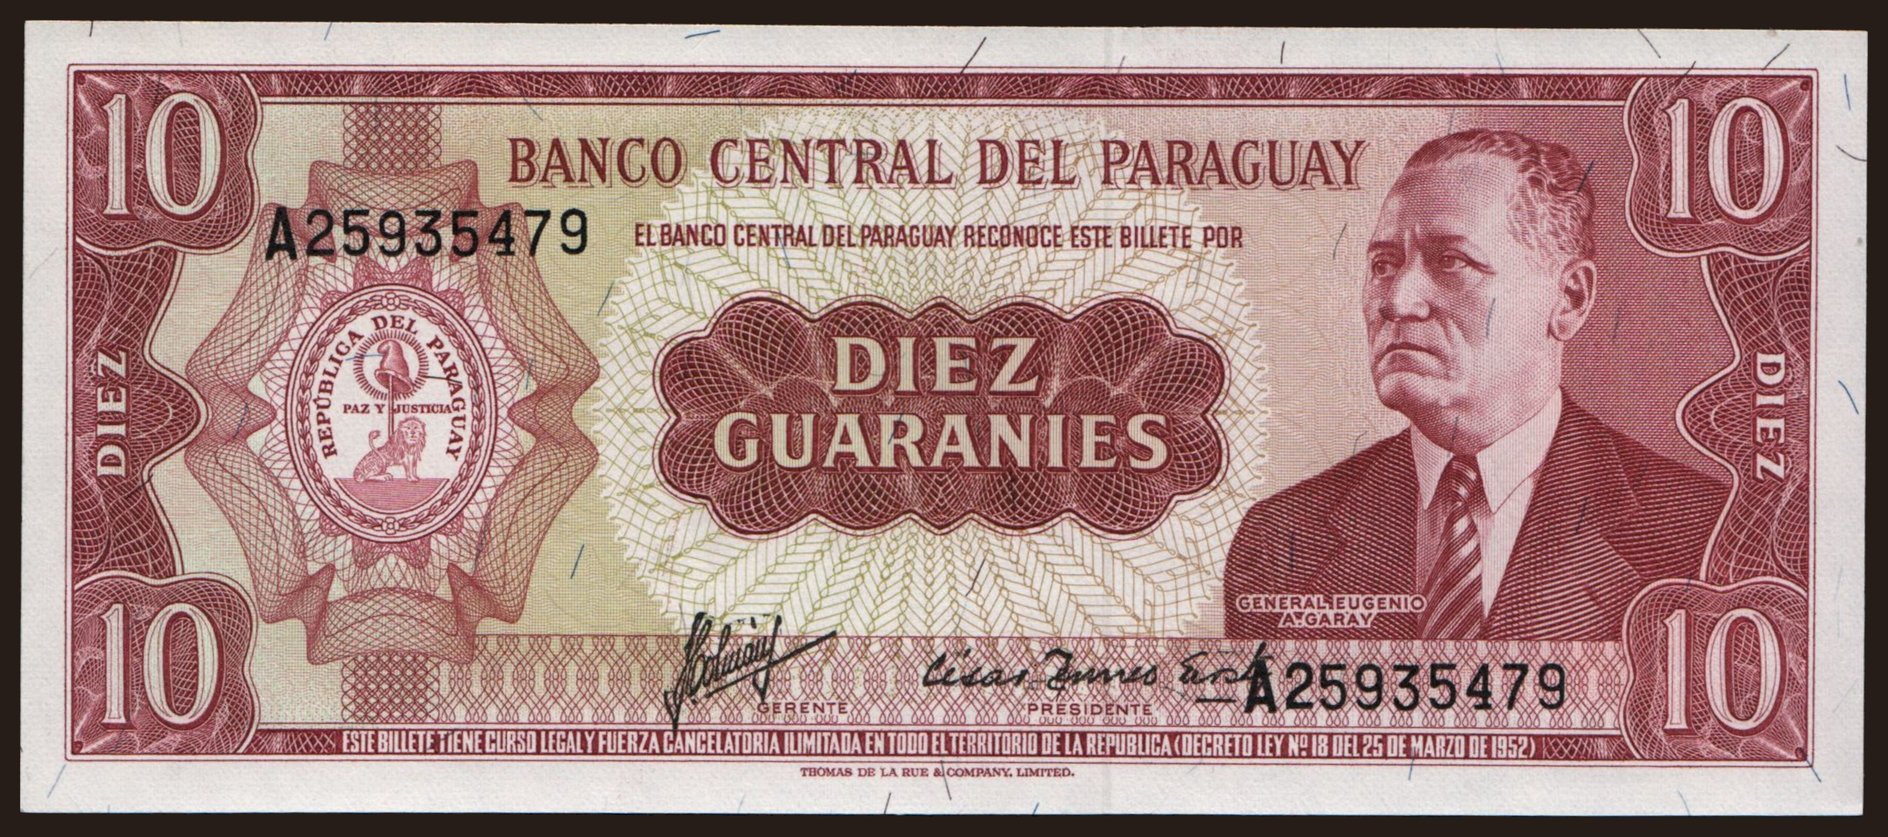 10
10
BANCO CENTRAL DEL PARAGUAY
A25935479
EL BANCO CENTRAL DEL PARAGUAY RECONOCE ESTE BILLETE POR
REPÚBLICA DEL PARAGUAY
PAZ Y JUSTICIA
DIEZ
DIEZ
GUARANIES
DIEZ
GENERAL EUGENIO
A. GARAY
10
10
A25935479
GERENTE
PRESIDENTE
ESTE BILLETE TIENE CURSO LEGAL Y FUERZA CANCELATORIA ILIMITADA EN TODO EL TERRITORIO DE LA REPUBLICA (DECRETO LEY Nº 18 DEL 25 DE MARZO DE 1952)
THOMAS DE LA RUE & COMPANY, LIMITED.